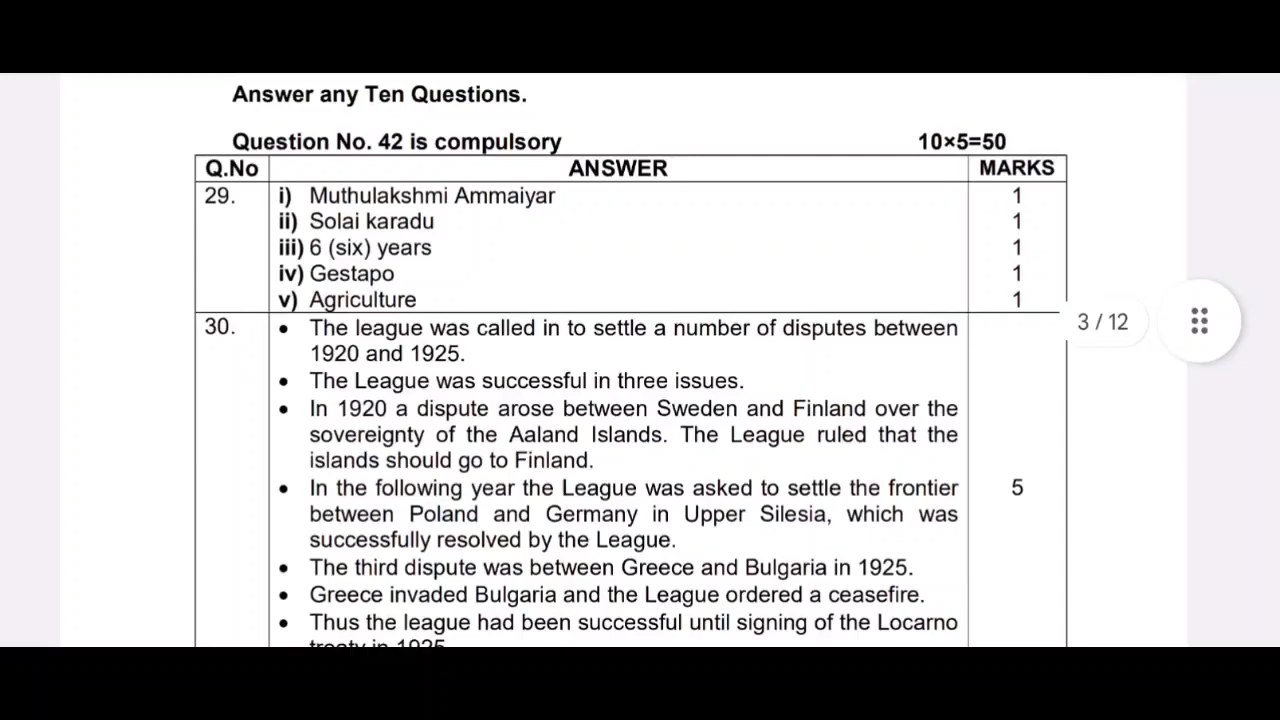 Answer any Ten Questions.
Question No. 42 is compulsory 10×5=50
Q.No ANSWER MARKS
29. i) Muthulakshmi Ammaiyar 1
ii) Solai karadu 1
iii) 6 (six) years 1
iv) Gestapo 1
v) Agriculture 1
30. • The league was called in to settle a number of disputes between
1920 and 1925.
3 / 12
• The League was successful in three issues.
• In 1920 a dispute arose between Sweden and Finland over the
sovereignty of the Aaland Islands. The League ruled that the
islands should go to Finland.
• In the following year the League was asked to settle the frontier 5
between Poland and Germany in Upper Silesia, which was
successfully resolved by the League.
• The third dispute was between Greece and Bulgaria in 1925.
• Greece invaded Bulgaria and the League ordered a ceasefire.
• Thus the league had been successful until signing of the Locarno
treaty in 1925